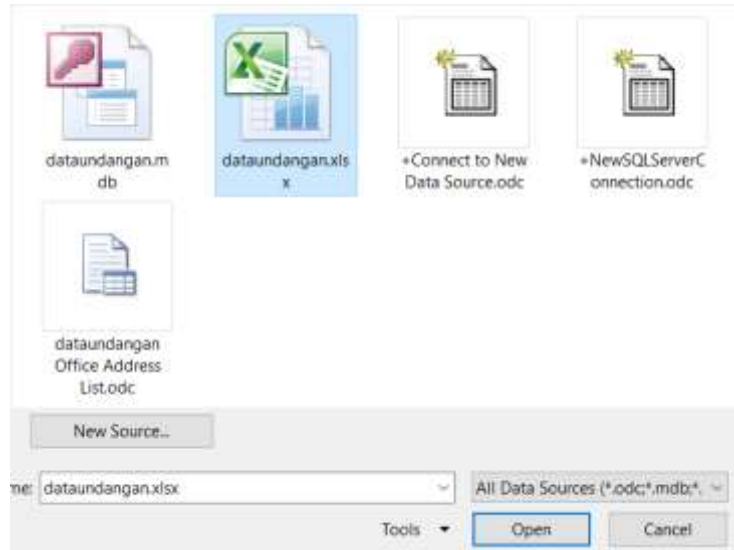 dataundangan.m
db
dataundangan.xls
x
+Connect to New
Data Source.odc
+NewSQLServerC
onnection.odc
dataundangan
Office Address
List.odc
New Source...
me: dataundangan.xlsx
All Data Sources (*.odc;*.mdb;*.
Tools
Open
Cancel